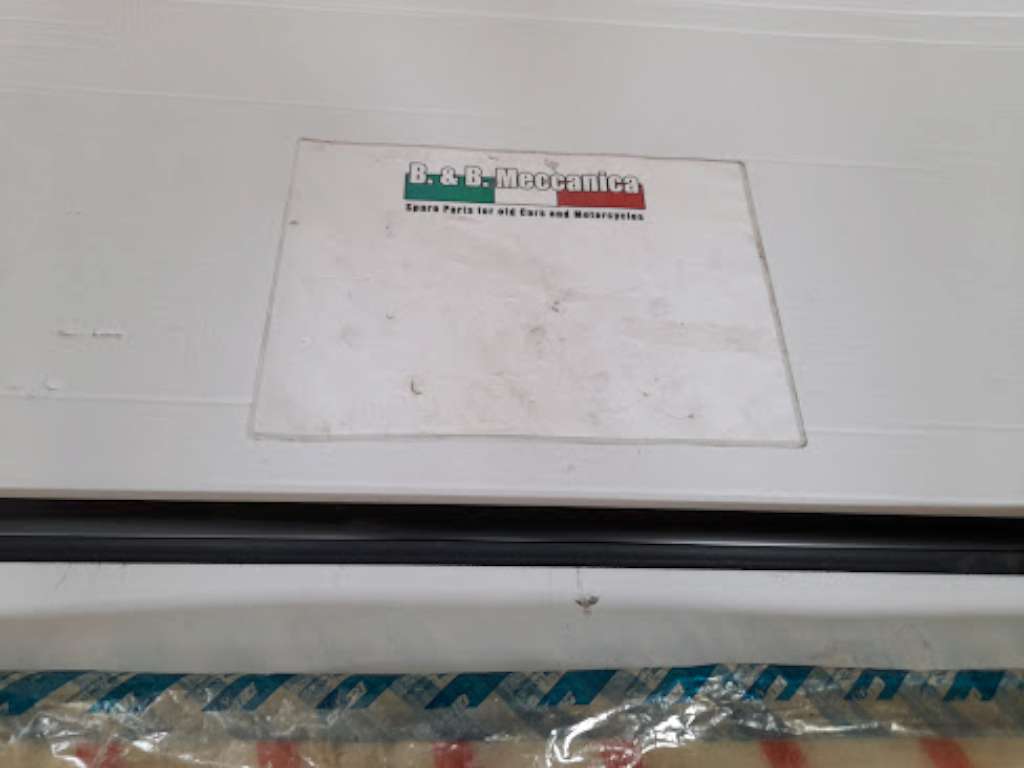 B. & B. Meccanica
Spare Parts for old Cars and Motorcycles